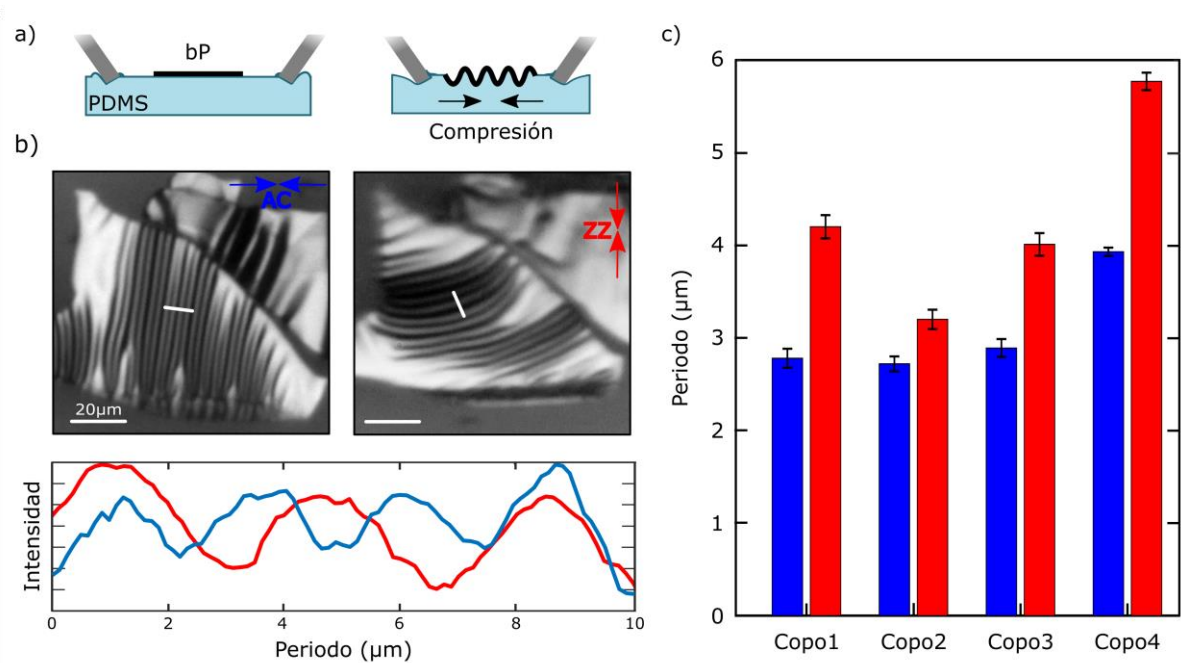 a)
bP
PDMS
Compresión
b)
AC
ZZ
20µm
Intensidad
0 2 4 6 8 10
Periodo (µm)
c)
6
5
4
3
2
1
0
Periodo (µm)
Copo1 Copo2 Copo3 Copo4